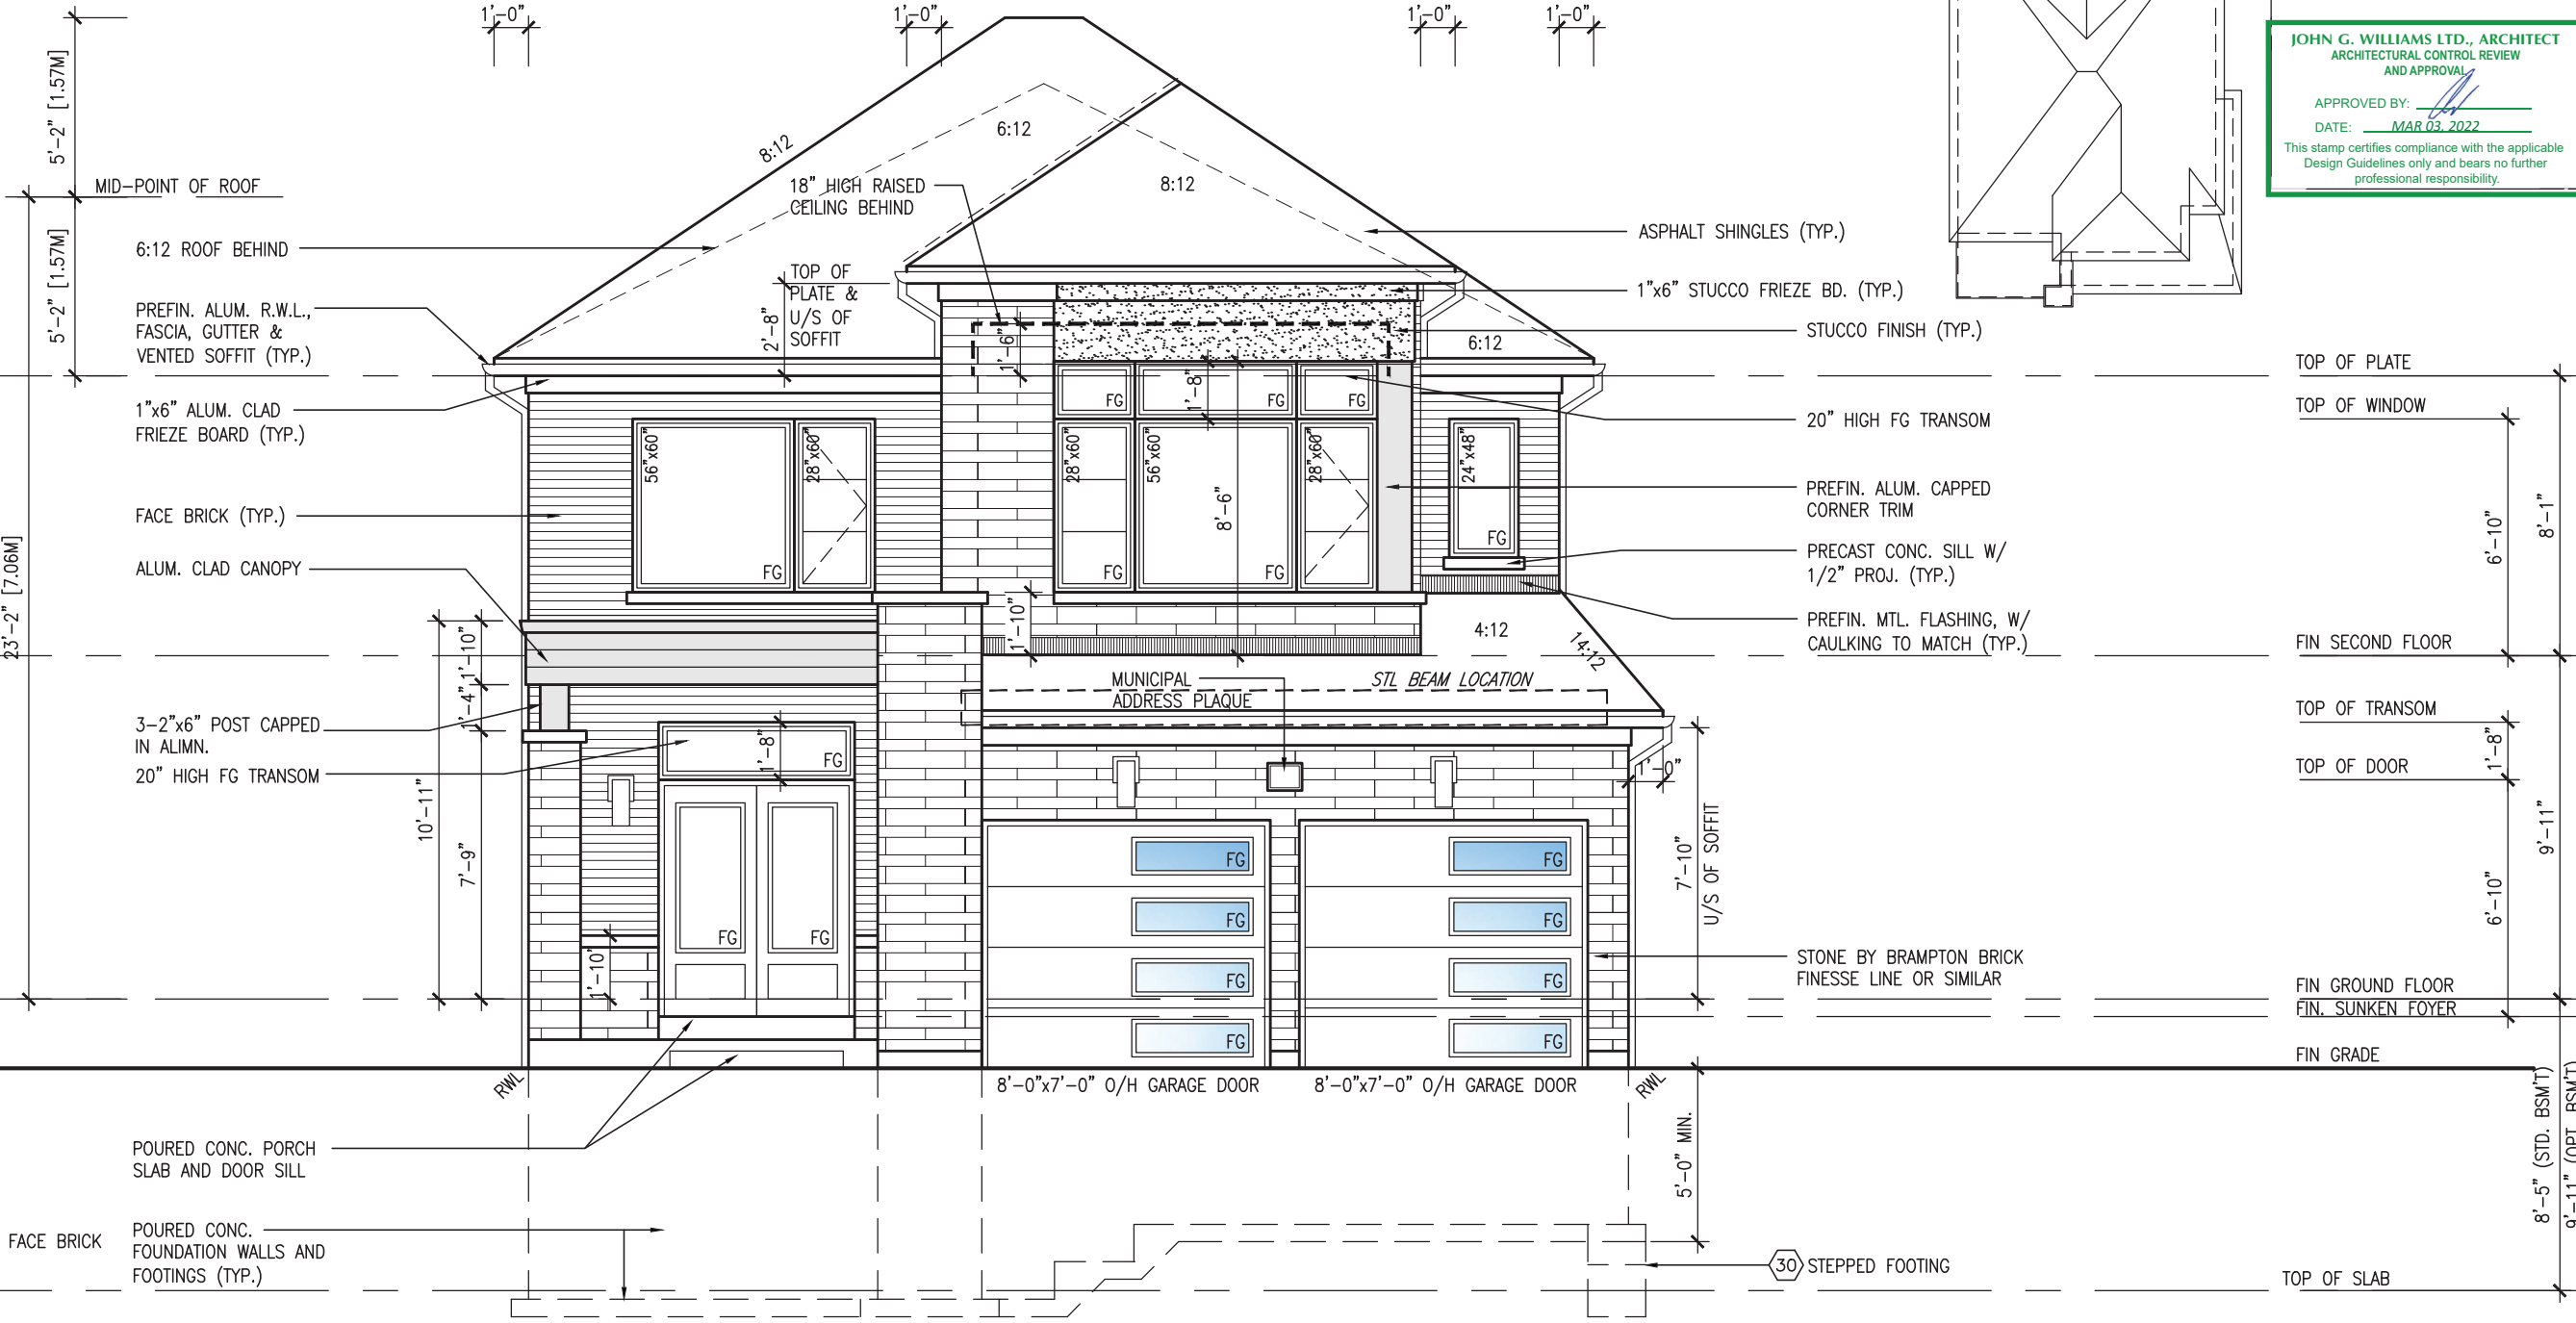 1'-0"
1'-0"
1'-0"
1'-0"
JOHN G. WILLIAMS LTD., ARCHITECT
ARCHITECTURAL CONTROL REVIEW
AND APPROVAL
APPROVED BY:
DATE: MAR 03, 2022
This stamp certifies compliance with the applicable
Design Guidelines only and bears no further
professional responsibility.
5'-2" [1.57M]
5'-2" [1.57M]
23'-2" [7.06M]
MID-POINT OF ROOF
6:12 ROOF BEHIND
PREFIN. ALUM. R.W.L.,
FASCIA, GUTTER &
VENTED SOFFIT (TYP.)
1"x6" ALUM. CLAD
FRIEZE BOARD (TYP.)
FACE BRICK (TYP.)
ALUM. CLAD CANOPY
3-2"x6" POST CAPPED
IN ALIMN.
20" HIGH FG TRANSOM
10'-11"
1'-10"
1'-4"
7'-9"
8:12
6:12
8:12
18" HIGH RAISED
CEILING BEHIND
TOP OF
PLATE &
U/S OF
SOFFIT
2'-8"
1'-6"
6:12
FG
FG
FG
1'-8"
56"x60"
28"x60"
28"x60"
56"x60"
28"x60"
24"x48"
8'-6"
FG
FG
FG
FG
1'-10"
4:12
14:12
MUNICIPAL
ADDRESS PLAQUE
STL BEAM LOCATION
1'-8"
FG
1'-0"
FG
FG
1'-10"
FG
FG
FG
FG
FG
FG
FG
FG
7'-10"
U/S OF SOFFIT
ASPHALT SHINGLES (TYP.)
1"x6" STUCCO FRIEZE BD. (TYP.)
STUCCO FINISH (TYP.)
20" HIGH FG TRANSOM
PREFIN. ALUM. CAPPED
CORNER TRIM
PRECAST CONC. SILL W/
1/2" PROJ. (TYP.)
PREFIN. MTL. FLASHING, W/
CAULKING TO MATCH (TYP.)
STONE BY BRAMPTON BRICK
FINESSE LINE OR SIMILAR
TOP OF PLATE
TOP OF WINDOW
FIN SECOND FLOOR
TOP OF TRANSOM
TOP OF DOOR
FIN GROUND FLOOR
FIN. SUNKEN FOYER
FIN GRADE
6'-10"
8'-1"
1'-8"
9'-11"
6'-10"
RWL
8'-0"x7'-0" O/H GARAGE DOOR
8'-0"x7'-0" O/H GARAGE DOOR
RWL
POURED CONC. PORCH
SLAB AND DOOR SILL
FACE BRICK
POURED CONC.
FOUNDATION WALLS AND
FOOTINGS (TYP.)
5'-0" MIN.
30 STEPPED FOOTING
TOP OF SLAB
8'-5" (STD. BSM'T)
9'-11" (OPT. BSM'T)